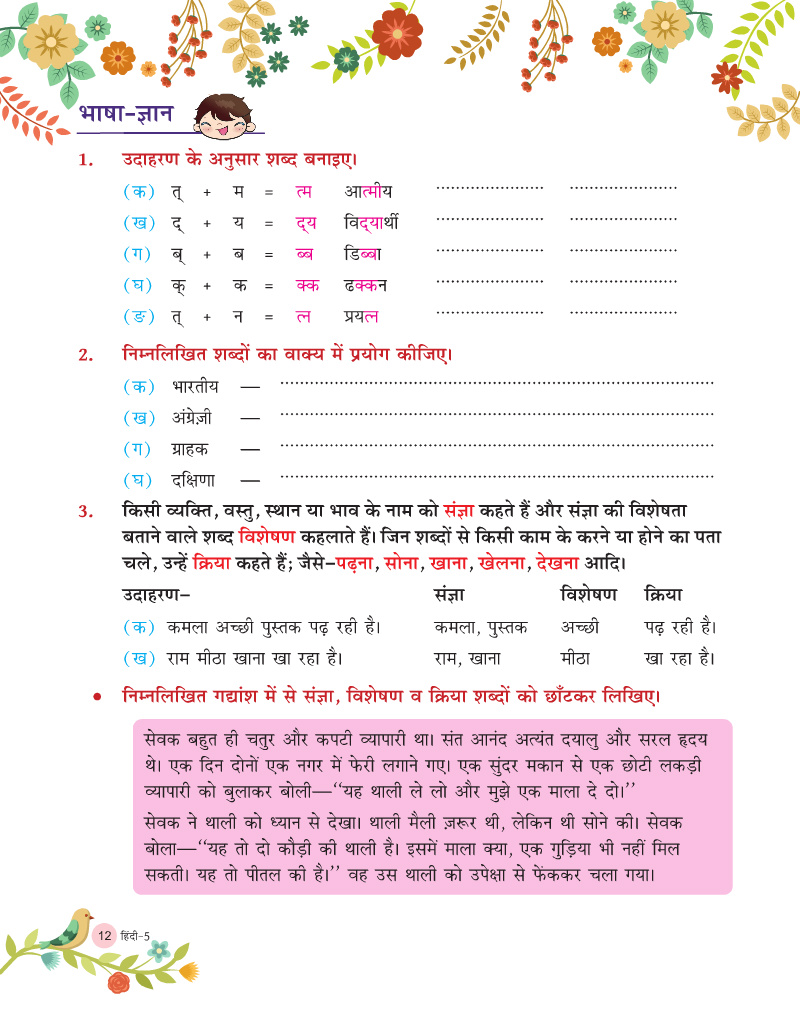 भाषा-ज्ञान
1. उदाहरण के अनुसार शब्द बनाइए।
(क) त् + म = त्म आत्मीय ........................ ........................
(ख) द् + य = द्‌य विद्‌यार्थी ........................ ........................
(ग) ब् + ब = ब्ब डिब्बा ........................ ........................
(घ) क् + क = क्क ढक्कन ........................ ........................
(ङ) त् + न = त्न प्रयत्न ........................ ........................
2. निम्नलिखित शब्दों का वाक्य में प्रयोग कीजिए।
(क) भारतीय — ................................................................................
(ख) अंग्रेज़ी — ................................................................................
(ग) ग्राहक — ................................................................................
(घ) दक्षिणा — ................................................................................
3. किसी व्यक्ति, वस्तु, स्थान या भाव के नाम को संज्ञा कहते हैं और संज्ञा की विशेषता
बताने वाले शब्द विशेषण कहलाते हैं। जिन शब्दों से किसी काम के करने या होने का पता
चले, उन्हें क्रिया कहते हैं; जैसे–पढ़ना, सोना, खाना, खेलना, देखना आदि।
उदाहरण– संज्ञा विशेषण क्रिया
(क) कमला अच्छी पुस्तक पढ़ रही है। कमला, पुस्तक अच्छी पढ़ रही है।
(ख) राम मीठा खाना खा रहा है। राम, खाना मीठा खा रहा है।
• निम्नलिखित गद्यांश में से संज्ञा, विशेषण व क्रिया शब्दों को छाँटकर लिखिए।
सेवक बहुत ही चतुर और कपटी व्यापारी था। संत आनंद अत्यंत दयालु और सरल हृदय
थे। एक दिन दोनों एक नगर में फेरी लगाने गए। एक सुंदर मकान से एक छोटी लकड़ी
व्यापारी को बुलाकर बोली—‘‘यह थाली ले लो और मुझे एक माला दे दो।’’
सेवक ने थाली को ध्यान से देखा। थाली मैली ज़रूर थी, लेकिन थी सोने की। सेवक
बोला—‘‘यह तो दो कौड़ी की थाली है। इसमें माला क्या, एक गुड़िया भी नहीं मिल
सकती। यह तो पीतल की है।’’ वह उस थाली को उपेक्षा से फेंककर चला गया।
12 हिंदी-5